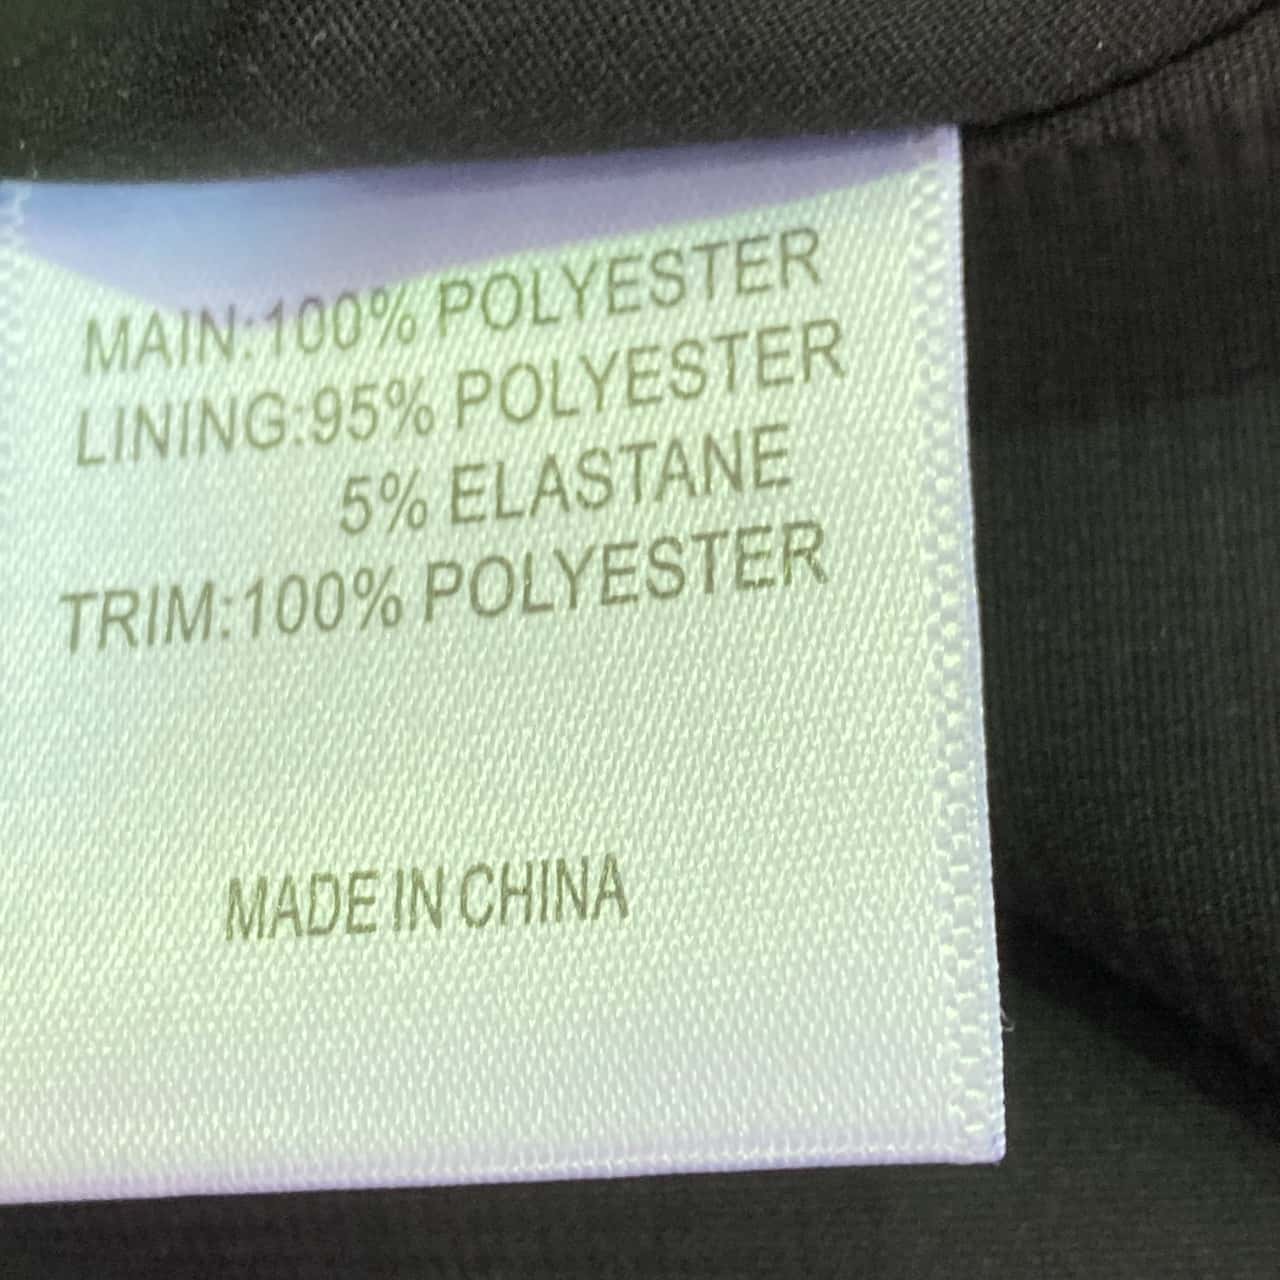 MAIN:100% POLYESTER
LINING:95% POLYESTER
5% ELASTANE
TRIM:100% POLYESTER
MADE IN CHINA